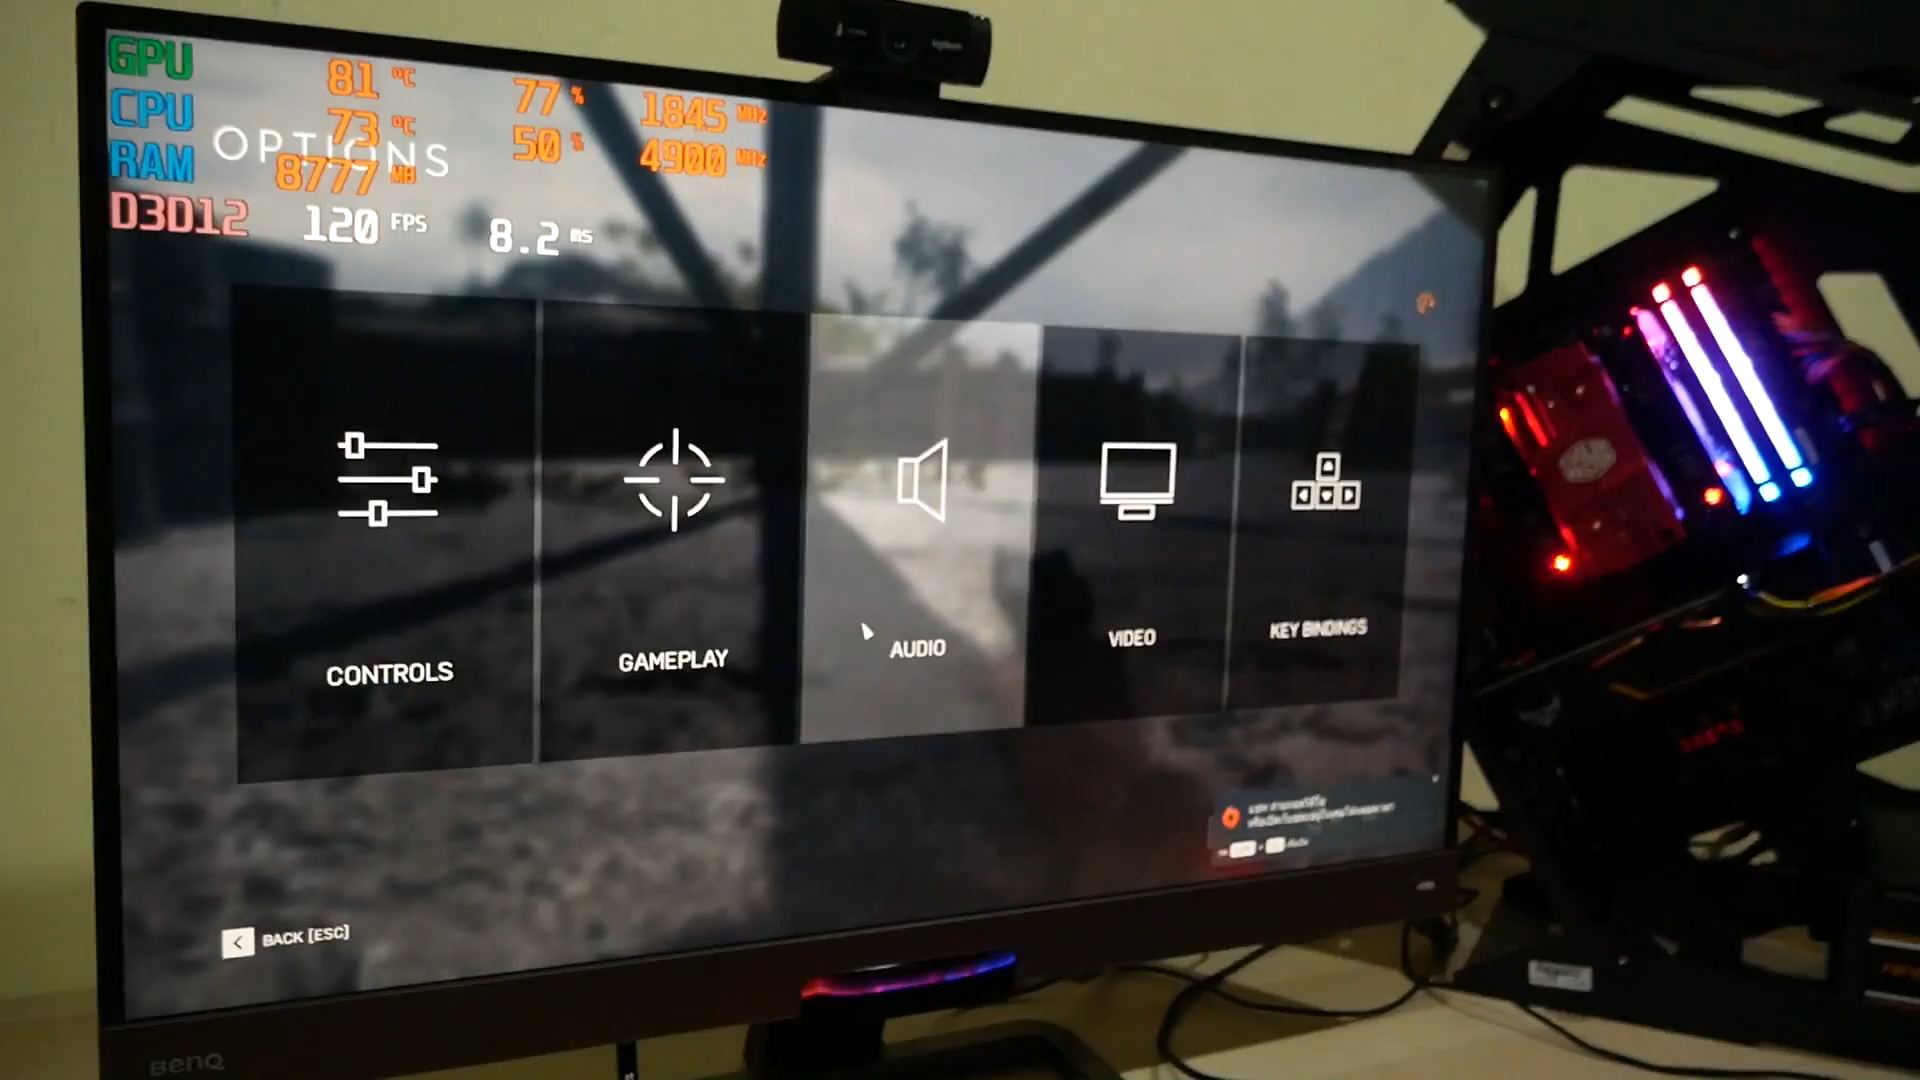 GPU 81 °C 77 % 1845 MHz
CPU 73 °C 50 % 4900 MHz
OPTIONS
RAM 8777 MB
D3D12 120 FPS 8.2 ms
CONTROLS
GAMEPLAY
AUDIO
VIDEO
KEY BINDINGS
< BACK [ESC]
BenQ